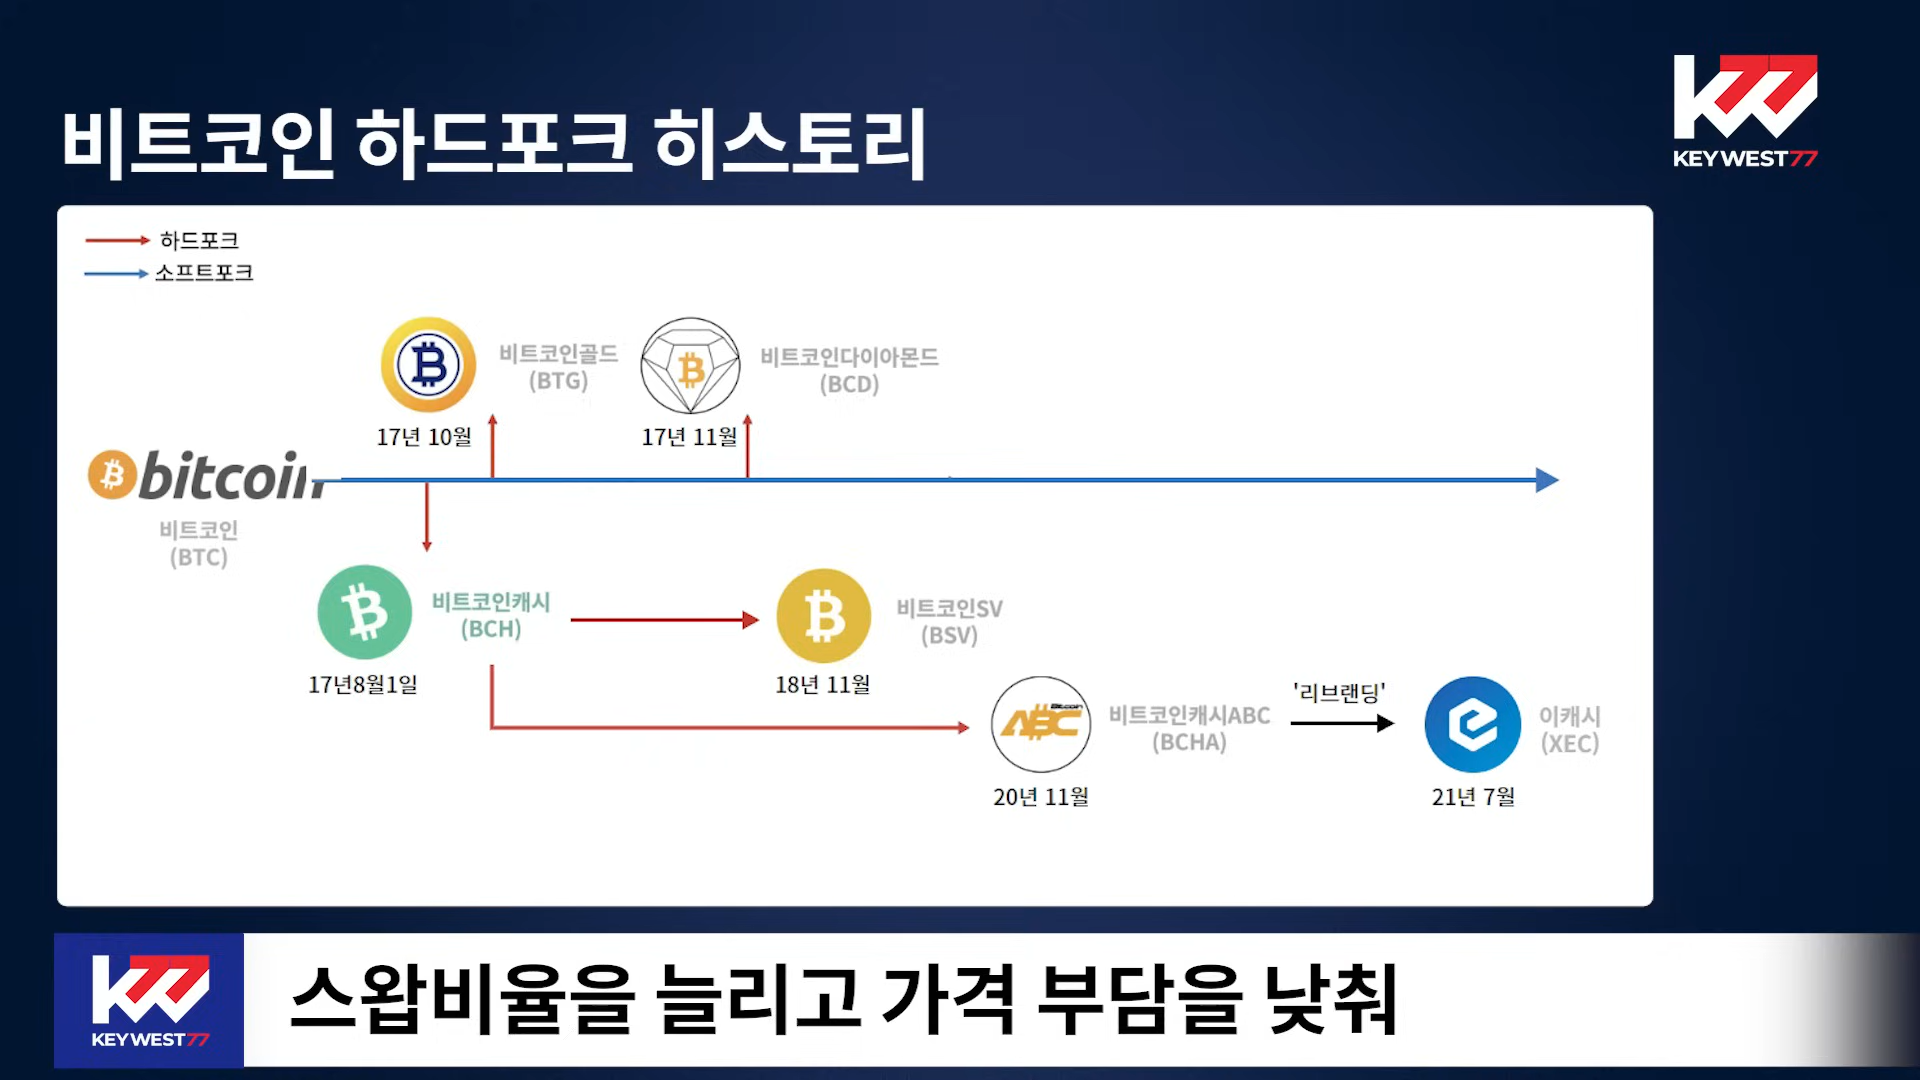 비트코인 하드포크 히스토리
K77
KEYWEST77
하드포크
소프트포크
비트코인골드
(BTG)
17년 10월
비트코인다이아몬드
(BCD)
17년 11월
bitcoin
비트코인
(BTC)
비트코인캐시
(BCH)
17년8월1일
비트코인SV
(BSV)
18년 11월
Bitcoin
ABC
비트코인캐시ABC
(BCHA)
20년 11월
'리브랜딩'
이캐시
(XEC)
21년 7월
K77
KEYWEST77
스왑비율을 늘리고 가격 부담을 낮춰